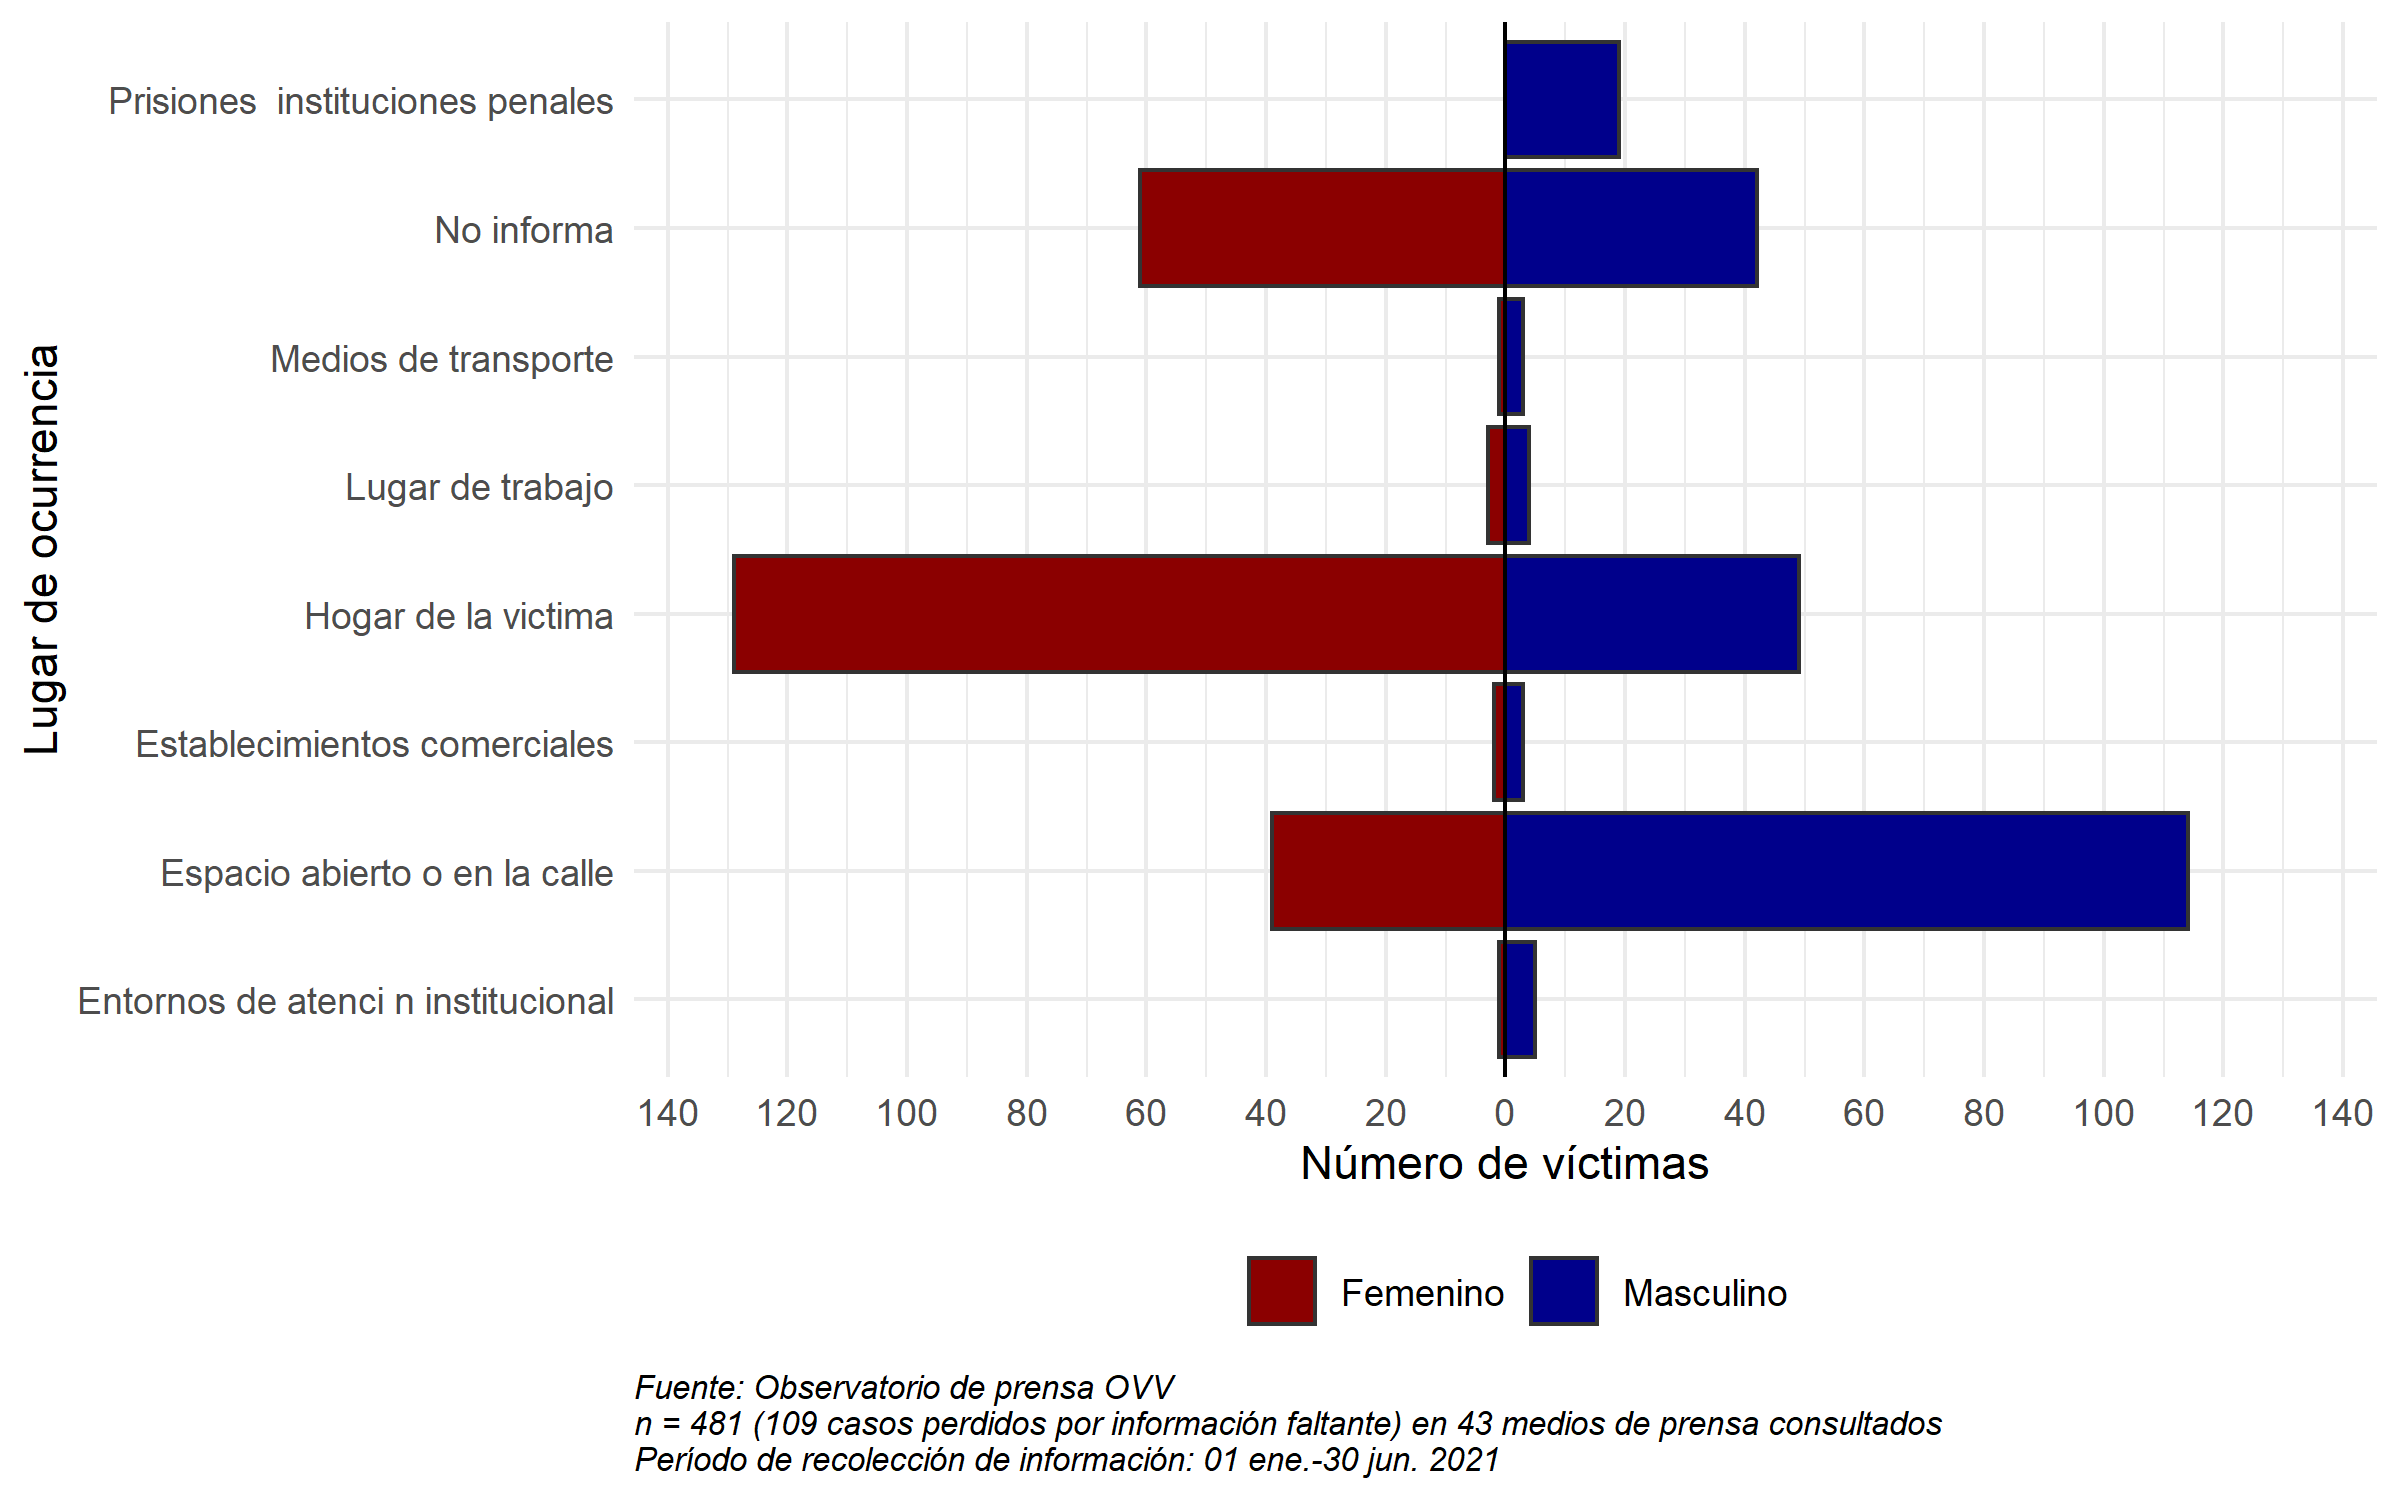 Lugar de ocurrencia
Prisiones  instituciones penales
No informa
Medios de transporte
Lugar de trabajo
Hogar de la victima
Establecimientos comerciales
Espacio abierto o en la calle
Entornos de atenci n institucional
140 120 100 80 60 40 20 0 20 40 60 80 100 120 140
Número de víctimas
Femenino Masculino
Fuente: Observatorio de prensa OVV
n = 481 (109 casos perdidos por información faltante) en 43 medios de prensa consultados
Período de recolección de información: 01 ene.-30 jun. 2021